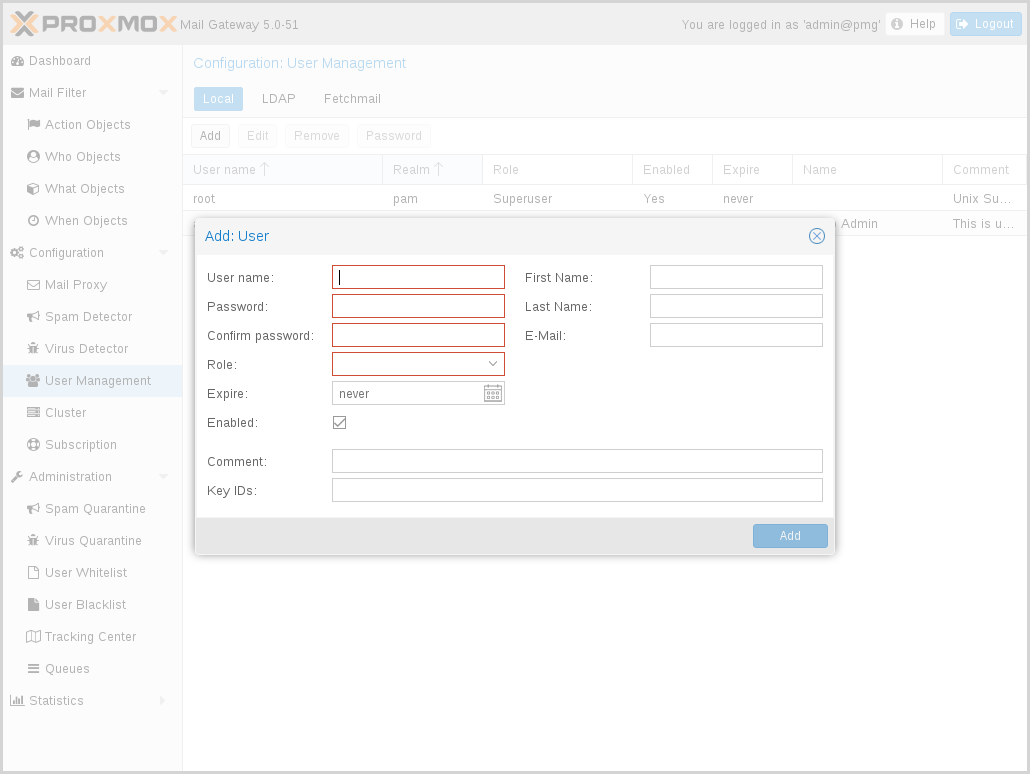 PROXMOX Mail Gateway 5.0-51 You are logged in as 'admin@pmg' Help Logout
Dashboard
Mail Filter
Action Objects
Who Objects
What Objects
When Objects
Configuration
Mail Proxy
Spam Detector
Virus Detector
User Management
Cluster
Subscription
Administration
Spam Quarantine
Virus Quarantine
User Whitelist
User Blacklist
Tracking Center
Queues
Statistics
Configuration: User Management
Local LDAP Fetchmail
Add Edit Remove Password
User name Realm Role Enabled Expire Name Comment
root pam Superuser Yes never Unix Su...
Admin This is u...
Add: User
User name: First Name:
Password: Last Name:
Confirm password: E-Mail:
Role:
Expire: never
Enabled:
Comment:
Key IDs:
Add